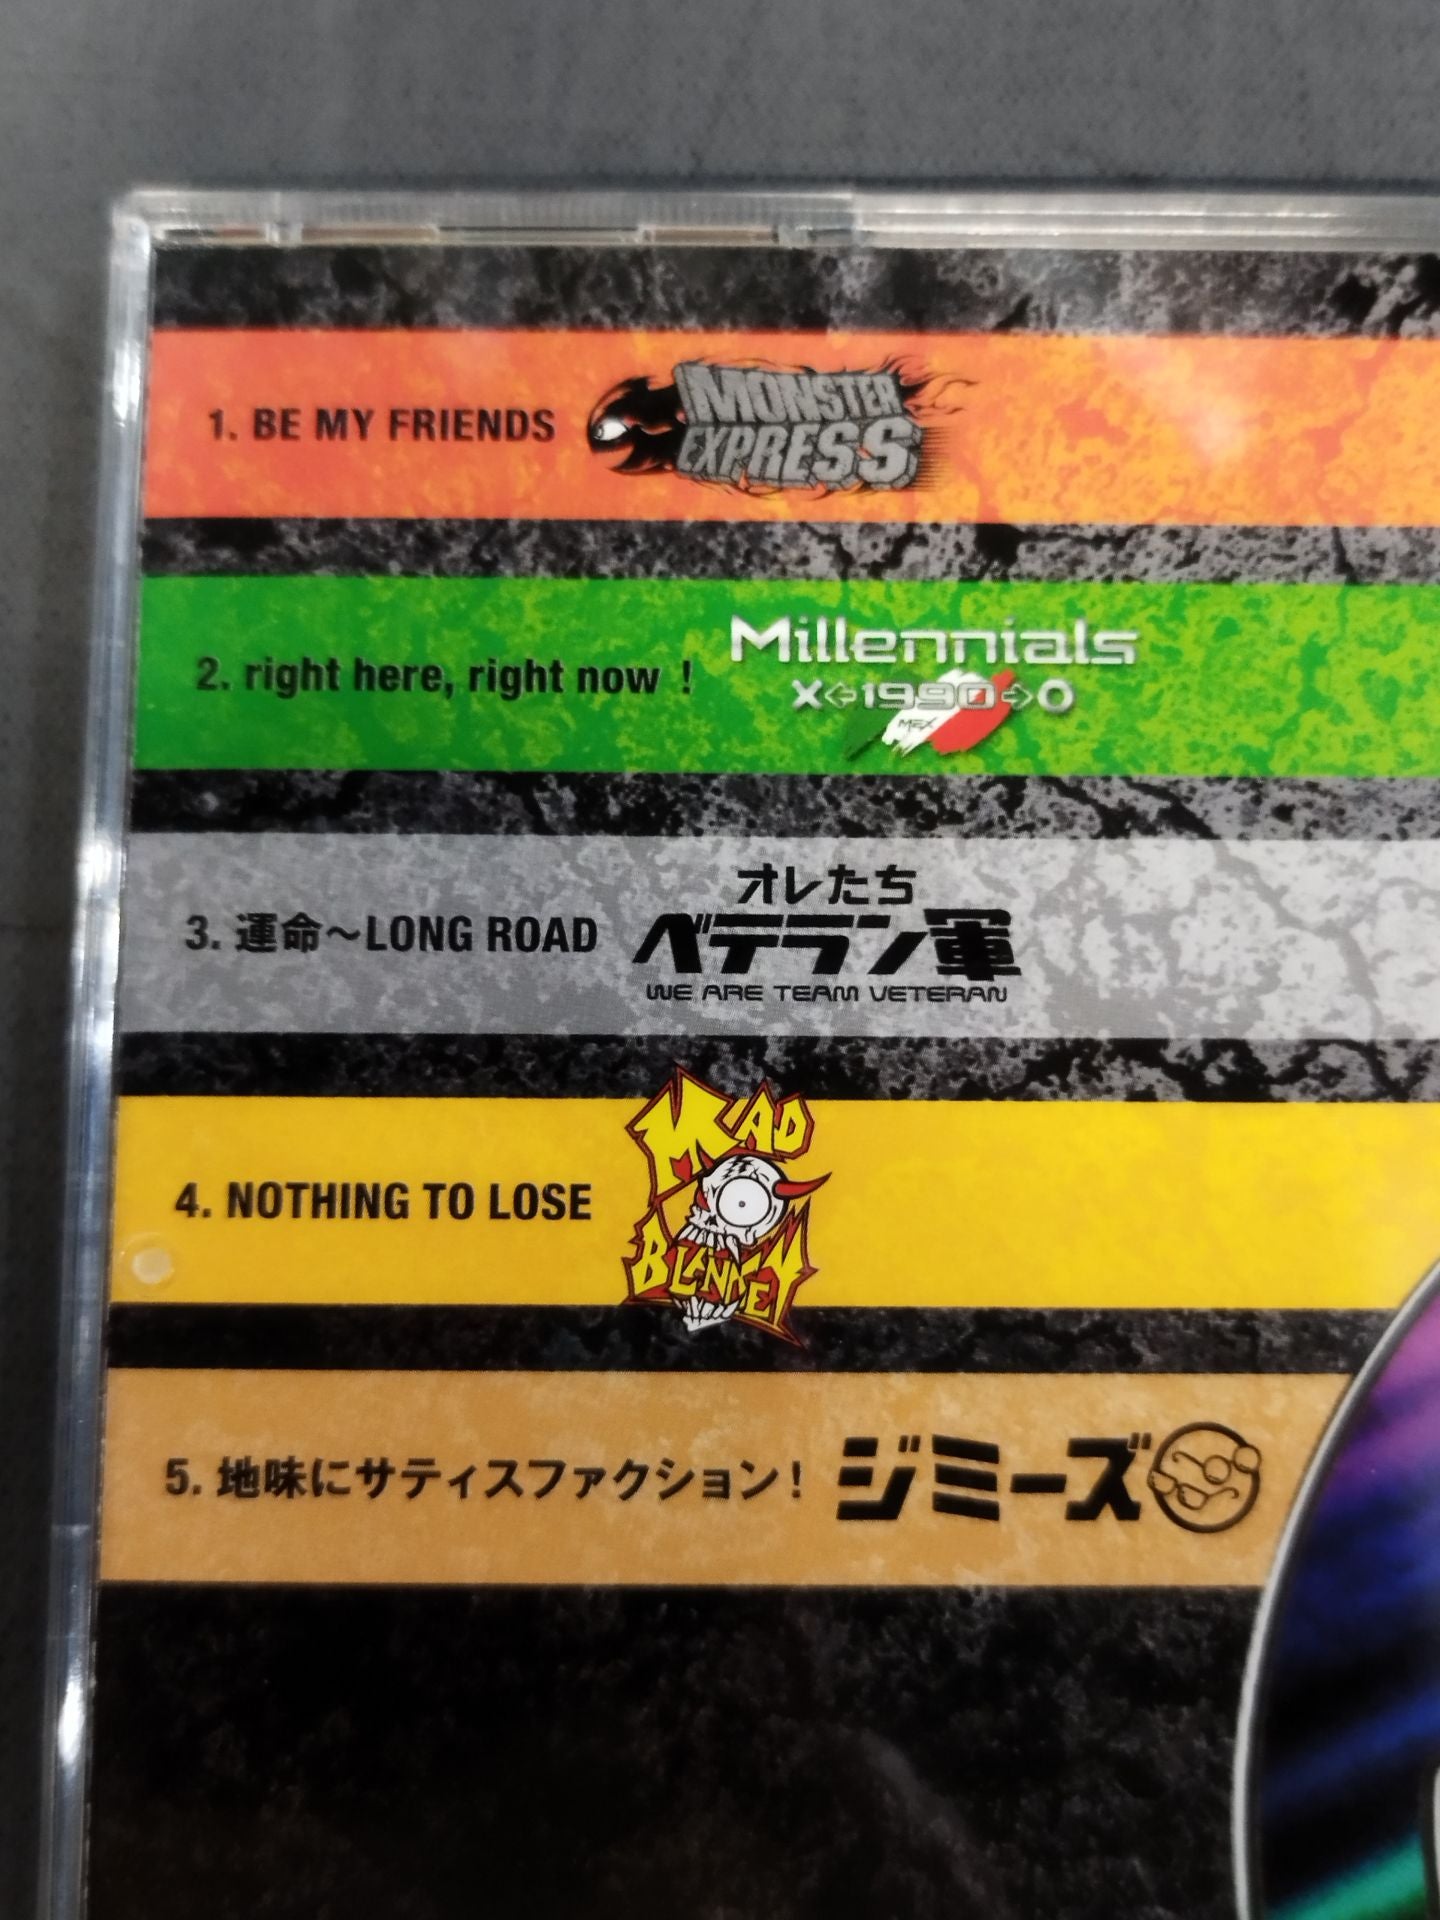 1. BE MY FRIENDS
MONSTER
EXPRESS
2. right here, right now !
Millennials
X⇦1990⇨O
MEX
3. 運命〜LONG ROAD
オレたち
ベテラン軍
WE ARE TEAM VETERAN
4. NOTHING TO LOSE
MAD
BLANKEY
5. 地味にサティスファクション!
ジミーズ